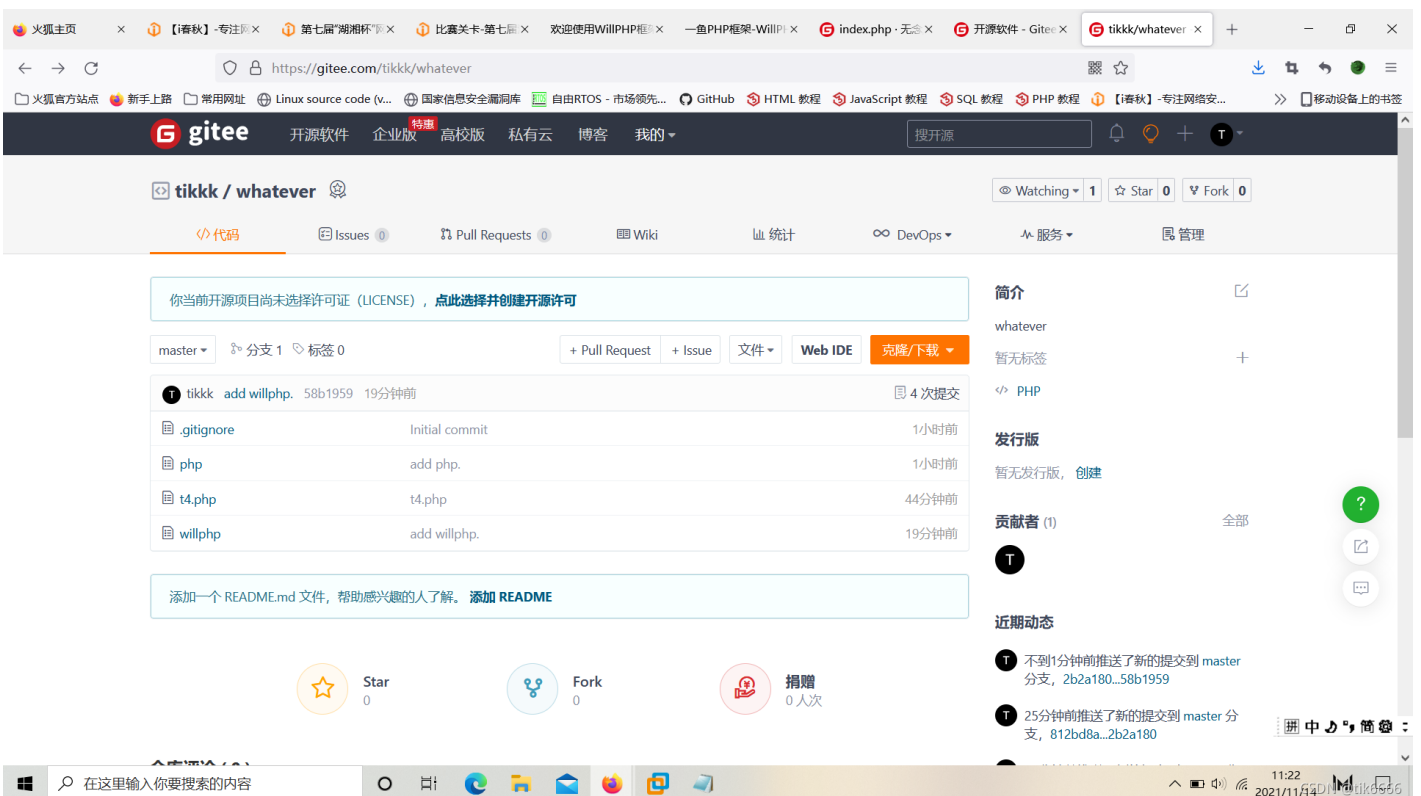 火狐主页
【i春秋】-专注网
第七届"湖湘杯"网
比赛关卡-第七届
欢迎使用WillPHP框
一鱼PHP框架-WillPH
index.php · 无念
开源软件 - Gitee
tikkk/whatever
https://gitee.com/tikkk/whatever
火狐官方站点
新手上路
常用网址
Linux source code (v...
国家信息安全漏洞库
自由RTOS - 市场领先...
GitHub
HTML 教程
JavaScript 教程
SQL 教程
PHP 教程
【i春秋】-专注网络安...
移动设备上的书签
gitee
开源软件
企业版
特惠
高校版
私有云
博客
我的
搜开源
T
tikkk / whatever
Watching 1
Star 0
Fork 0
代码
Issues 0
Pull Requests 0
Wiki
统计
DevOps
服务
管理
你当前开源项目尚未选择许可证（LICENSE），点此选择并创建开源许可
master
分支 1
标签 0
+ Pull Request
+ Issue
文件
Web IDE
克隆/下载
T tikkk add willphp. 58b1959 19分钟前
4 次提交
.gitignore Initial commit 1小时前
php add php. 1小时前
t4.php t4.php 44分钟前
willphp add willphp. 19分钟前
添加一个 README.md 文件，帮助感兴趣的人了解。 添加 README
Star
0
Fork
0
捐赠
0 人次
简介
whatever
暂无标签
PHP
发行版
暂无发行版， 创建
贡献者 (1) 全部
T
近期动态
T 不到1分钟前推送了新的提交到 master
分支，2b2a180...58b1959
T 25分钟前推送了新的提交到 master 分
支，812bd8a...2b2a180
?
拼 中 简
在这里输入你要搜索的内容
11:22
2021/11/14
CSDN @tik6666